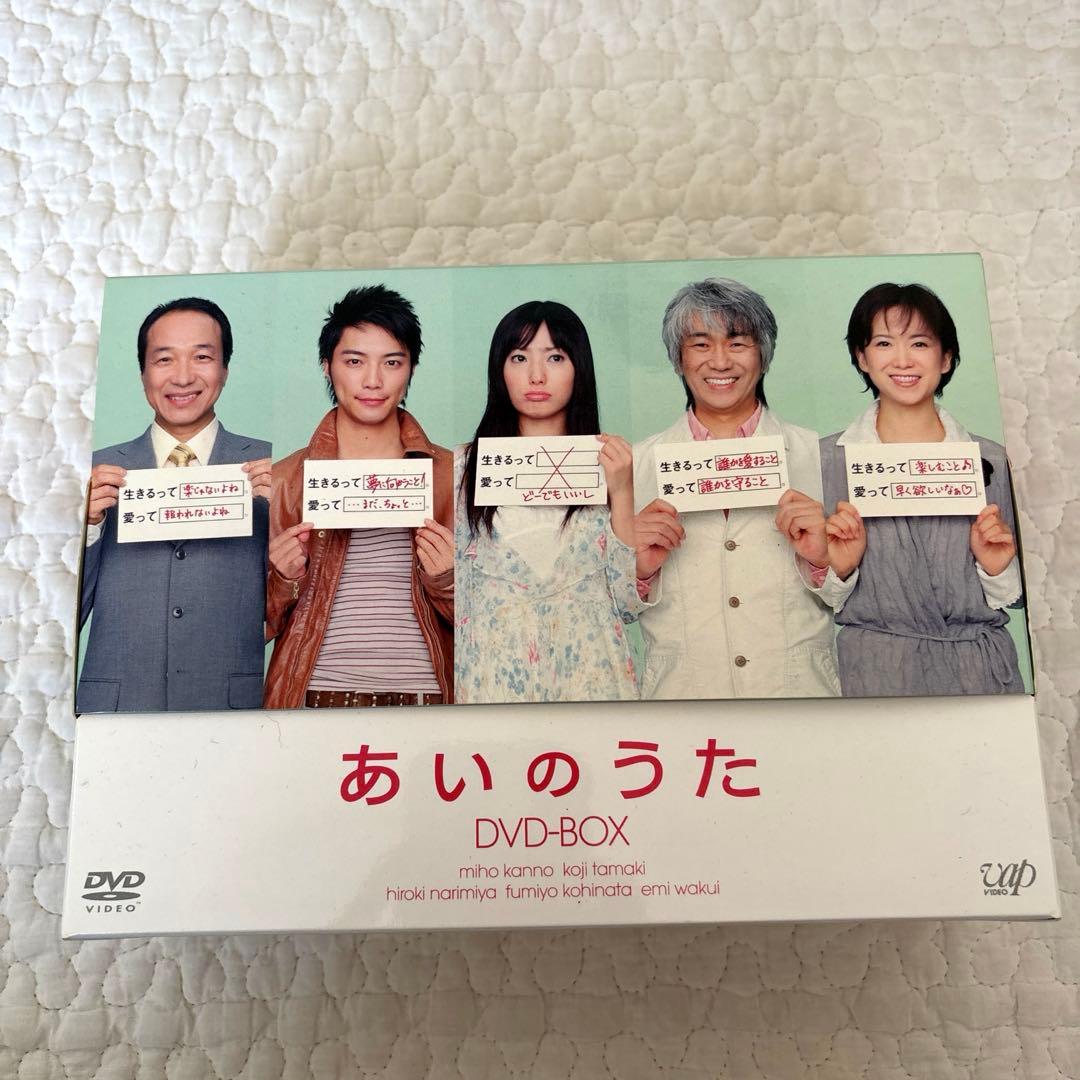 生きるって 楽じゃないよね。
愛って 報われないよね 。
生きるって 夢に向かうこと!。
愛って …まだ、ちょっと…。
生きるって
愛って
どーでもいいし
生きるって 誰かを愛すること。
愛って 誰かを守ること 。
生きるって 楽しむこと♪。
愛って 早く欲しいなぁ♡。
あいのうた
DVD-BOX
miho kanno koji tamaki
hiroki narimiya fumiyo kohinata emi wakui
DVD
VIDEO™
vap
VIDEO